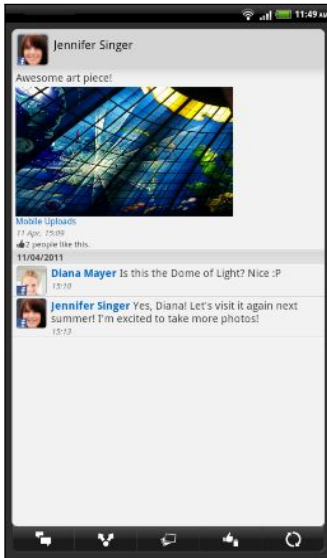 11:49 AM
Jennifer Singer
Awesome art piece!
Mobile Uploads
11 Apr, 15:09
2 people like this.
11/04/2011
Diana Mayer Is this the Dome of Light? Nice :P
15:10
Jennifer Singer Yes, Diana! Let's visit it again next
summer! I'm excited to take more photos!
15:13